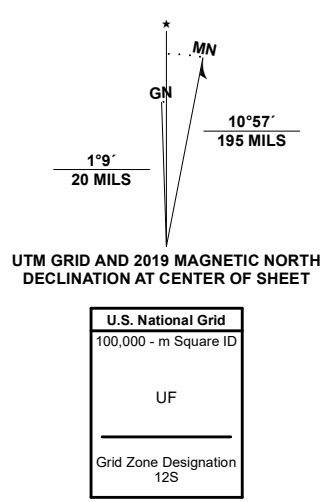 ★
MN
GN
10°57´
195 MILS
1°9´
20 MILS
UTM GRID AND 2019 MAGNETIC NORTH
DECLINATION AT CENTER OF SHEET
U.S. National Grid
100,000 - m Square ID
UF
Grid Zone Designation
12S